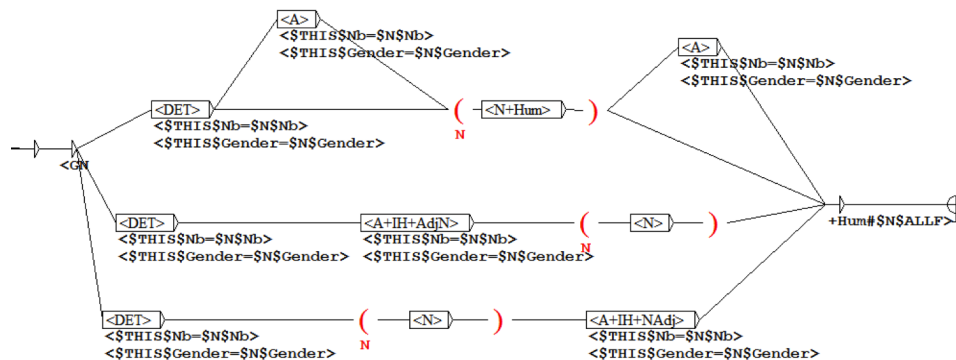 <A>
<$THIS$Nb=$N$Nb>
<$THIS$Gender=$N$Gender>
<A>
<$THIS$Nb=$N$Nb>
<$THIS$Gender=$N$Gender>
<DET>
<$THIS$Nb=$N$Nb>
<$THIS$Gender=$N$Gender>
( <N+Hum> )
N
<GN
+Hum#$N$ALLF>
<DET>
<$THIS$Nb=$N$Nb>
<$THIS$Gender=$N$Gender>
<A+IH+AdjN>
<$THIS$Nb=$N$Nb>
<$THIS$Gender=$N$Gender>
( <N> )
N
<DET>
<$THIS$Nb=$N$Nb>
<$THIS$Gender=$N$Gender>
( <N> )
N
<A+IH+NAdj>
<$THIS$Nb=$N$Nb>
<$THIS$Gender=$N$Gender>